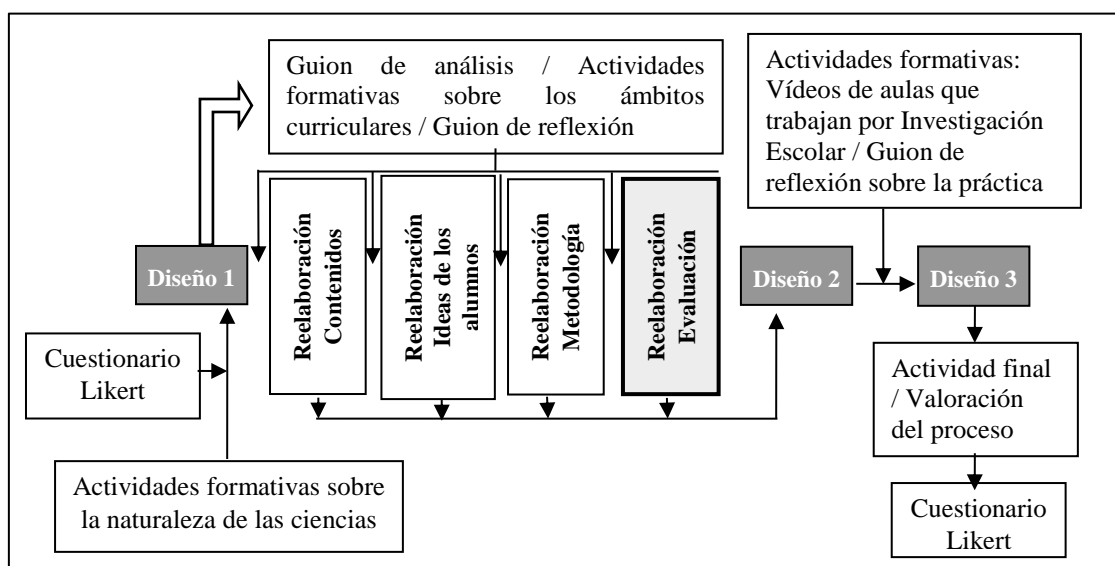 Guion de análisis / Actividades
formativas sobre los ámbitos
curriculares / Guion de reflexión
Actividades formativas:
Vídeos de aulas que
trabajan por Investigación
Escolar / Guion de
reflexión sobre la práctica
Diseño 1
Reelaboración
Contenidos
Reelaboración
Ideas de los
alumnos
Reelaboración
Metodología
Reelaboración
Evaluación
Diseño 2
Diseño 3
Cuestionario
Likert
Actividades formativas sobre
la naturaleza de las ciencias
Actividad final
/ Valoración
del proceso
Cuestionario
Likert